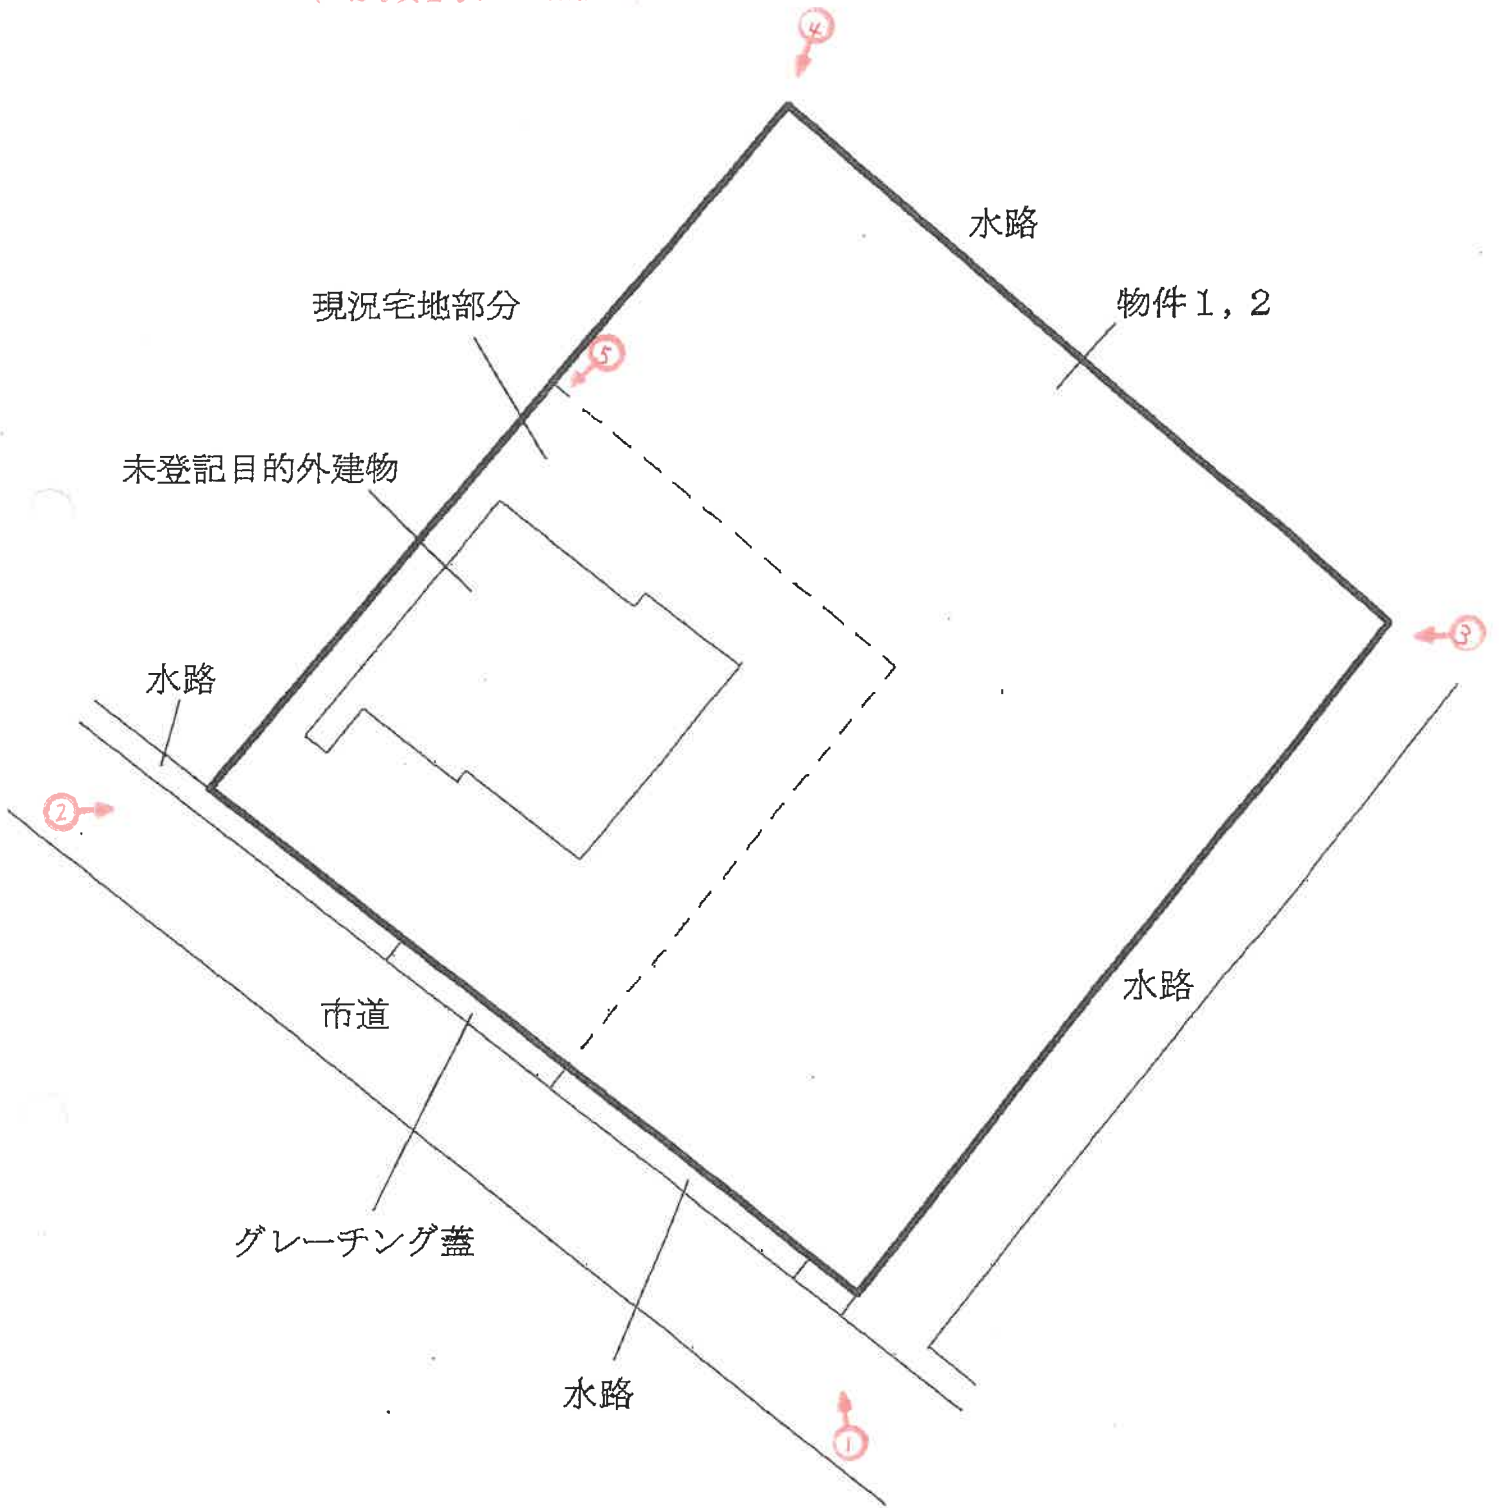 ④
水路
現況宅地部分
物件1,2
⑤
未登記目的外建物
③
水路
②
水路
市道
グレーチング蓋
水路
①